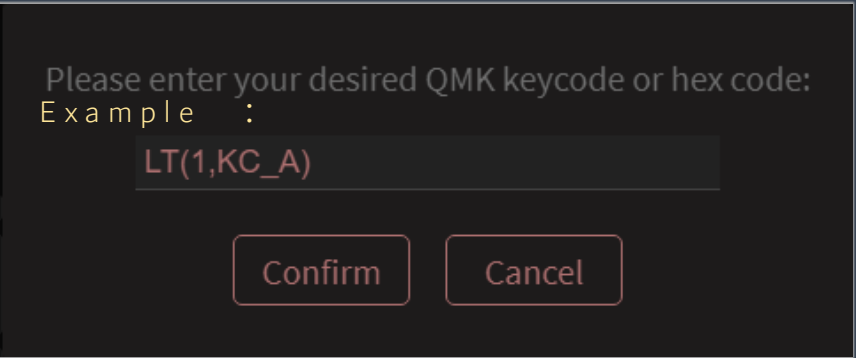 Please enter your desired QMK keycode or hex code:
Example :
LT(1,KC_A)
Confirm Cancel